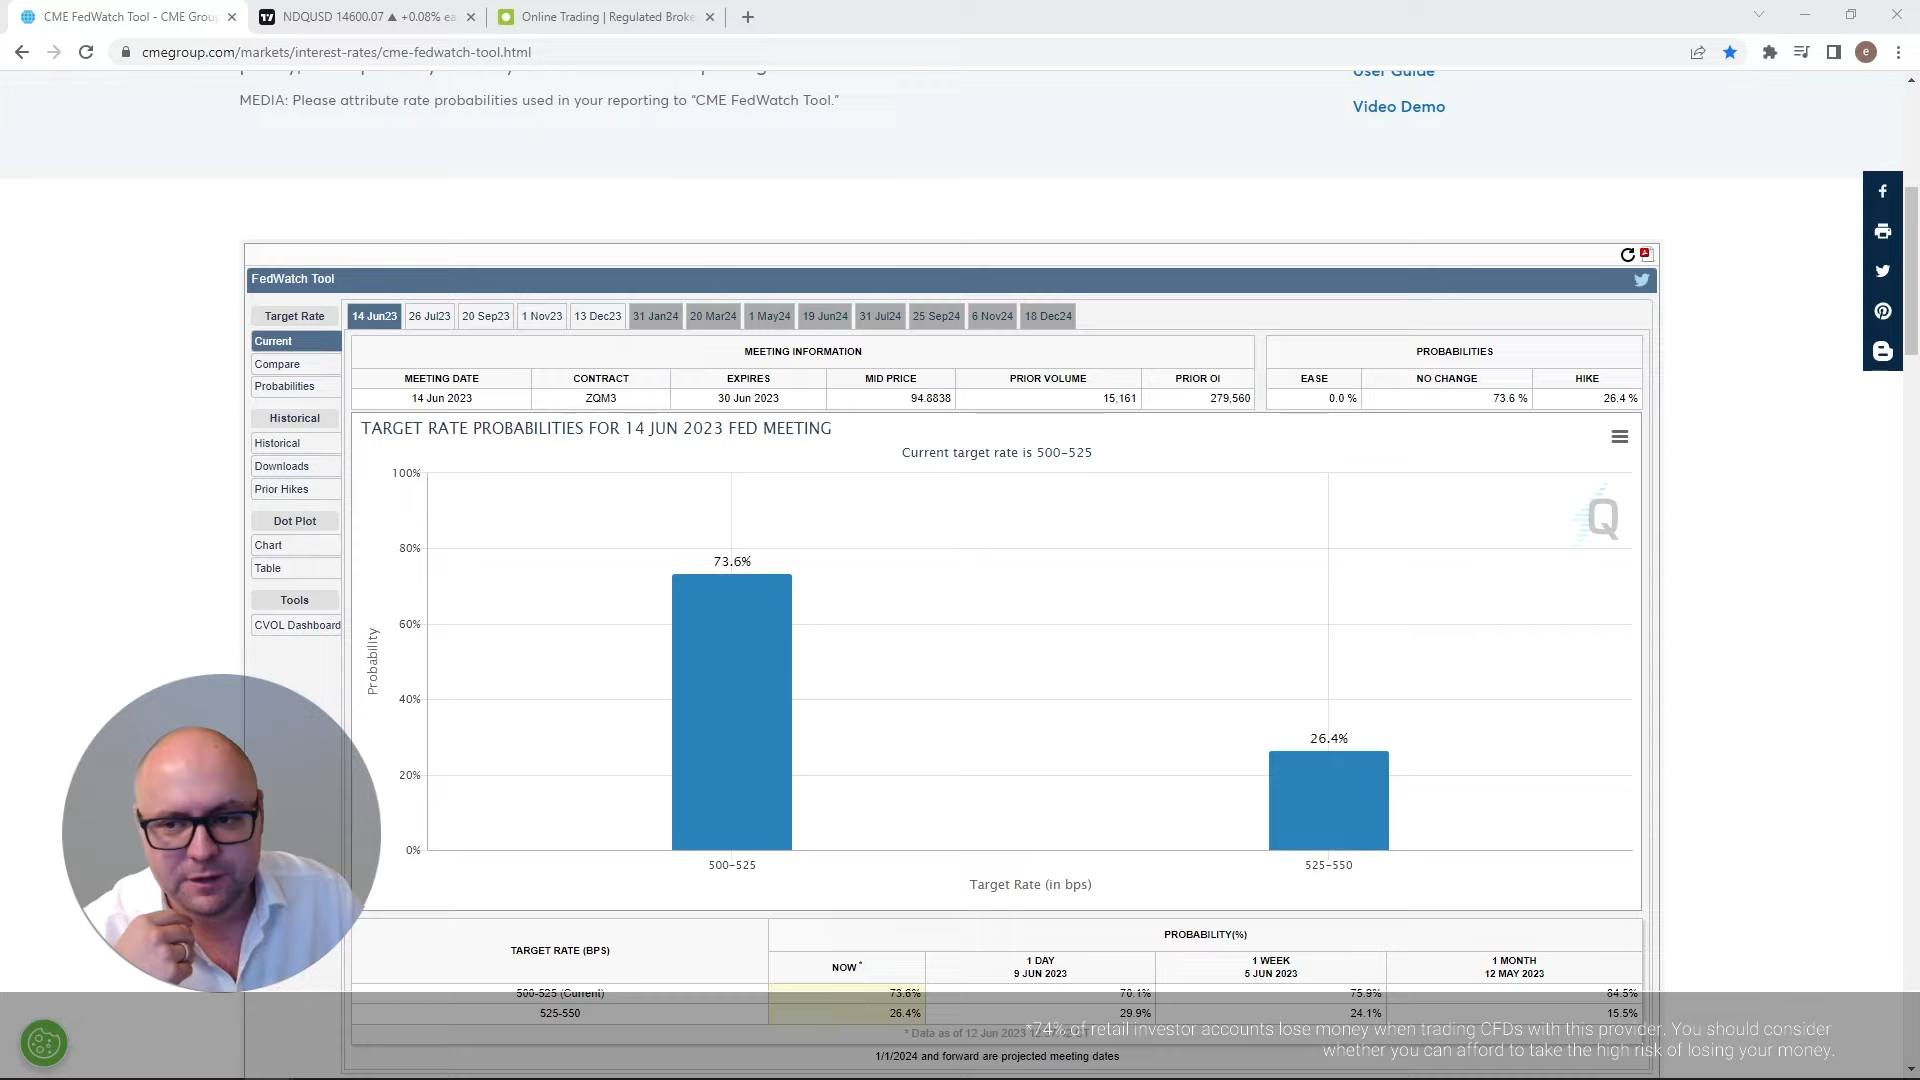 CME FedWatch Tool - CME Grou
NDQUSD 14600.07 ▲ +0.08% ea
Online Trading | Regulated Broke
cmegroup.com/markets/interest-rates/cme-fedwatch-tool.html
e
User Guide
MEDIA: Please attribute rate probabilities used in your reporting to “CME FedWatch Tool.”
Video Demo
FedWatch Tool
Target Rate
Current
Compare
Probabilities
Historical
Historical
Downloads
Prior Hikes
Dot Plot
Chart
Table
Tools
CVOL Dashboard
14 Jun23 26 Jul23 20 Sep23 1 Nov23 13 Dec23 31 Jan24 20 Mar24 1 May24 19 Jun24 31 Jul24 25 Sep24 6 Nov24 18 Dec24
MEETING INFORMATION
MEETING DATE CONTRACT EXPIRES MID PRICE PRIOR VOLUME PRIOR OI
14 Jun 2023 ZQM3 30 Jun 2023 94.8838 15,161 279,560
PROBABILITIES
EASE NO CHANGE HIKE
0.0 % 73.6 % 26.4 %
TARGET RATE PROBABILITIES FOR 14 JUN 2023 FED MEETING
Current target rate is 500-525
Q
Probability
100%
80%
60%
40%
20%
0%
73.6%
26.4%
500-525
525-550
Target Rate (in bps)
TARGET RATE (BPS)
PROBABILITY(%)
NOW *
1 DAY
9 JUN 2023
1 WEEK
5 JUN 2023
1 MONTH
12 MAY 2023
500-525 (Current) 73.6% 70.1% 75.9% 84.5%
525-550 26.4% 29.9% 24.1% 15.5%
* Data as of 12 Jun 2023
1/1/2024 and forward are projected meeting dates
*74% of retail investor accounts lose money when trading CFDs with this provider. You should consider
whether you can afford to take the high risk of losing your money.